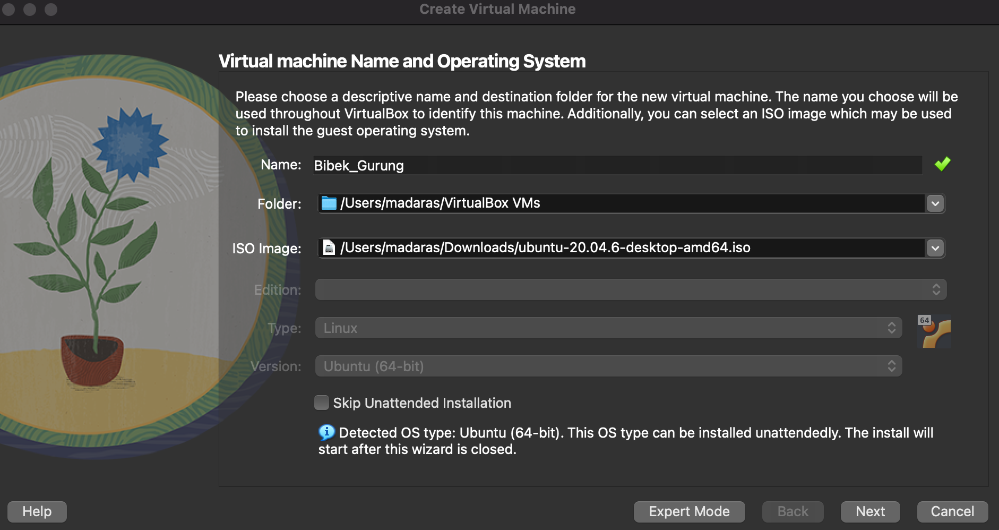 Create Virtual Machine
Virtual machine Name and Operating System
Please choose a descriptive name and destination folder for the new virtual machine. The name you choose will be
used throughout VirtualBox to identify this machine. Additionally, you can select an ISO image which may be used
to install the guest operating system.
Name: Bibek_Gurung
Folder: /Users/madaras/VirtualBox VMs
ISO Image: /Users/madaras/Downloads/ubuntu-20.04.6-desktop-amd64.iso
Edition:
Type: Linux 64
Version: Ubuntu (64-bit)
Skip Unattended Installation
Detected OS type: Ubuntu (64-bit). This OS type can be installed unattendedly. The install will
start after this wizard is closed.
Help Expert Mode Back Next Cancel